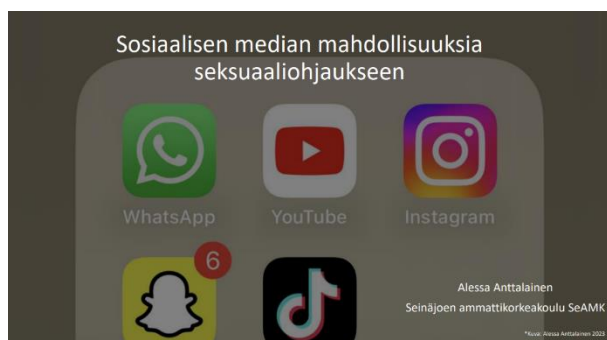 Sosiaalisen median mahdollisuuksia
seksuaaliohjaukseen
WhatsApp
YouTube
Instagram
6
Alessa Anttalainen
Seinäjoen ammattikorkeakoulu SeAMK
*Kuva: Alessa Anttalainen 2023